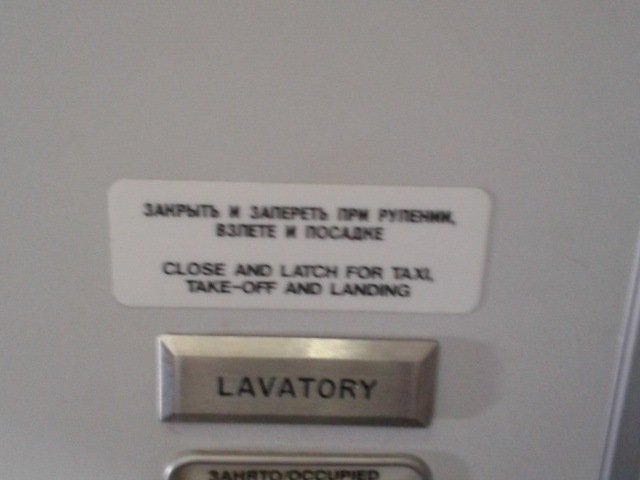 ЗАКРЫТЬ И ЗАПЕРЕТЬ ПРИ РУЛЕНИИ,
ВЗЛЕТЕ И ПОСАДКЕ
CLOSE AND LATCH FOR TAXI,
TAKE-OFF AND LANDING
LAVATORY
ЗАНЯТО/OCCUPIED